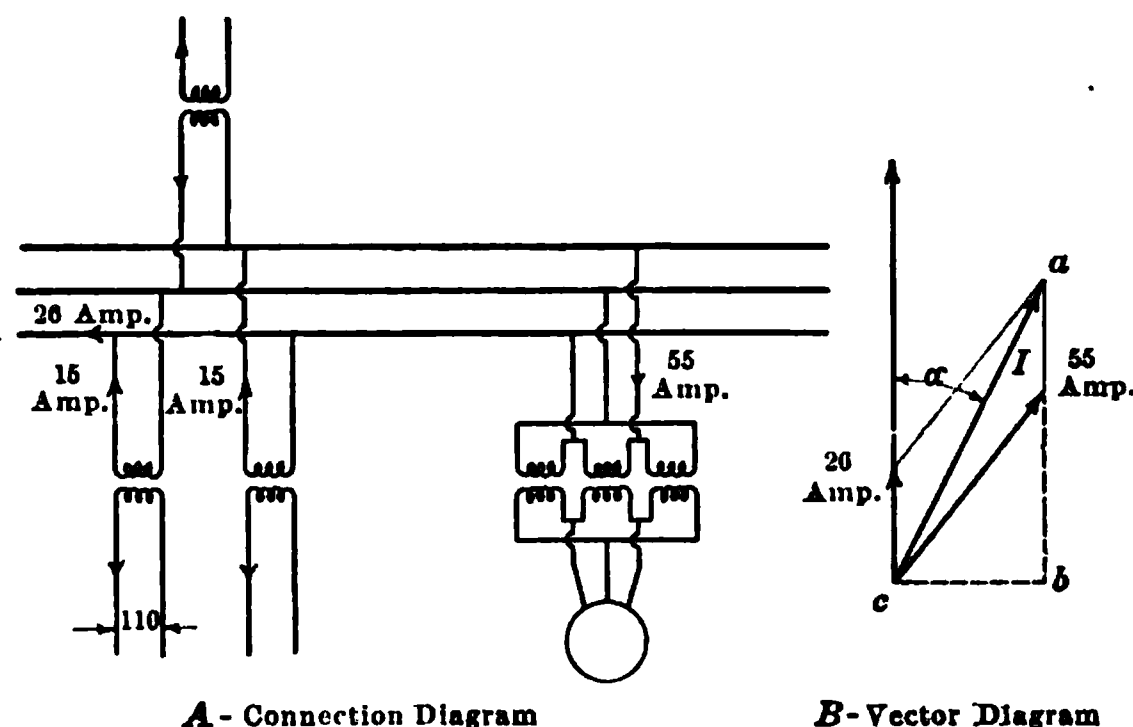 26 Amp.
15
Amp.
15
Amp.
55
Amp.
110
a
α
I
55
Amp.
26
Amp.
c
b
A - Connection Diagram
B - Vector Diagram